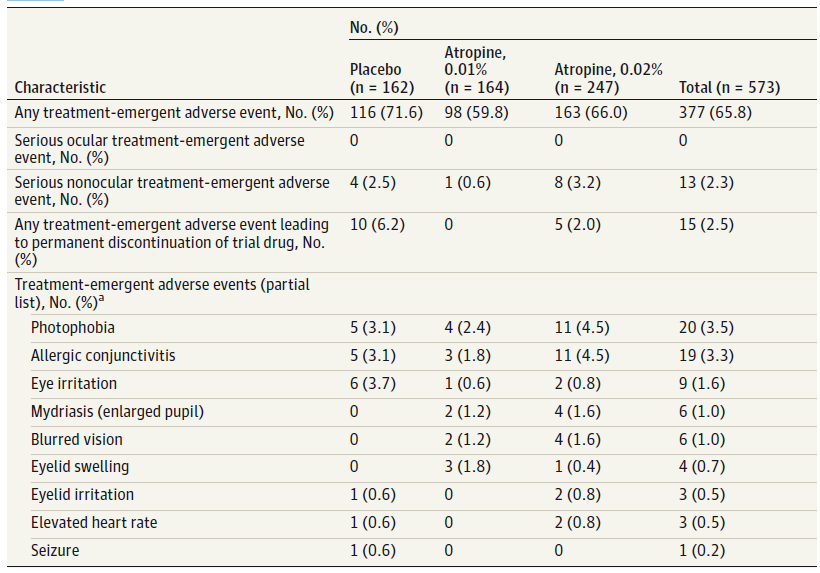 No. (%)
Characteristic Placebo (n = 162) Atropine, 0.01% (n = 164) Atropine, 0.02% (n = 247) Total (n = 573)
Any treatment-emergent adverse event, No. (%) 116 (71.6) 98 (59.8) 163 (66.0) 377 (65.8)
Serious ocular treatment-emergent adverse 0 0 0 0
event, No. (%)
Serious nonocular treatment-emergent adverse 4 (2.5) 1 (0.6) 8 (3.2) 13 (2.3)
event, No. (%)
Any treatment-emergent adverse event leading 10 (6.2) 0 5 (2.0) 15 (2.5)
to permanent discontinuation of trial drug, No.
(%)
Treatment-emergent adverse events (partial
list), No. (%)a
Photophobia 5 (3.1) 4 (2.4) 11 (4.5) 20 (3.5)
Allergic conjunctivitis 5 (3.1) 3 (1.8) 11 (4.5) 19 (3.3)
Eye irritation 6 (3.7) 1 (0.6) 2 (0.8) 9 (1.6)
Mydriasis (enlarged pupil) 0 2 (1.2) 4 (1.6) 6 (1.0)
Blurred vision 0 2 (1.2) 4 (1.6) 6 (1.0)
Eyelid swelling 0 3 (1.8) 1 (0.4) 4 (0.7)
Eyelid irritation 1 (0.6) 0 2 (0.8) 3 (0.5)
Elevated heart rate 1 (0.6) 0 2 (0.8) 3 (0.5)
Seizure 1 (0.6) 0 0 1 (0.2)